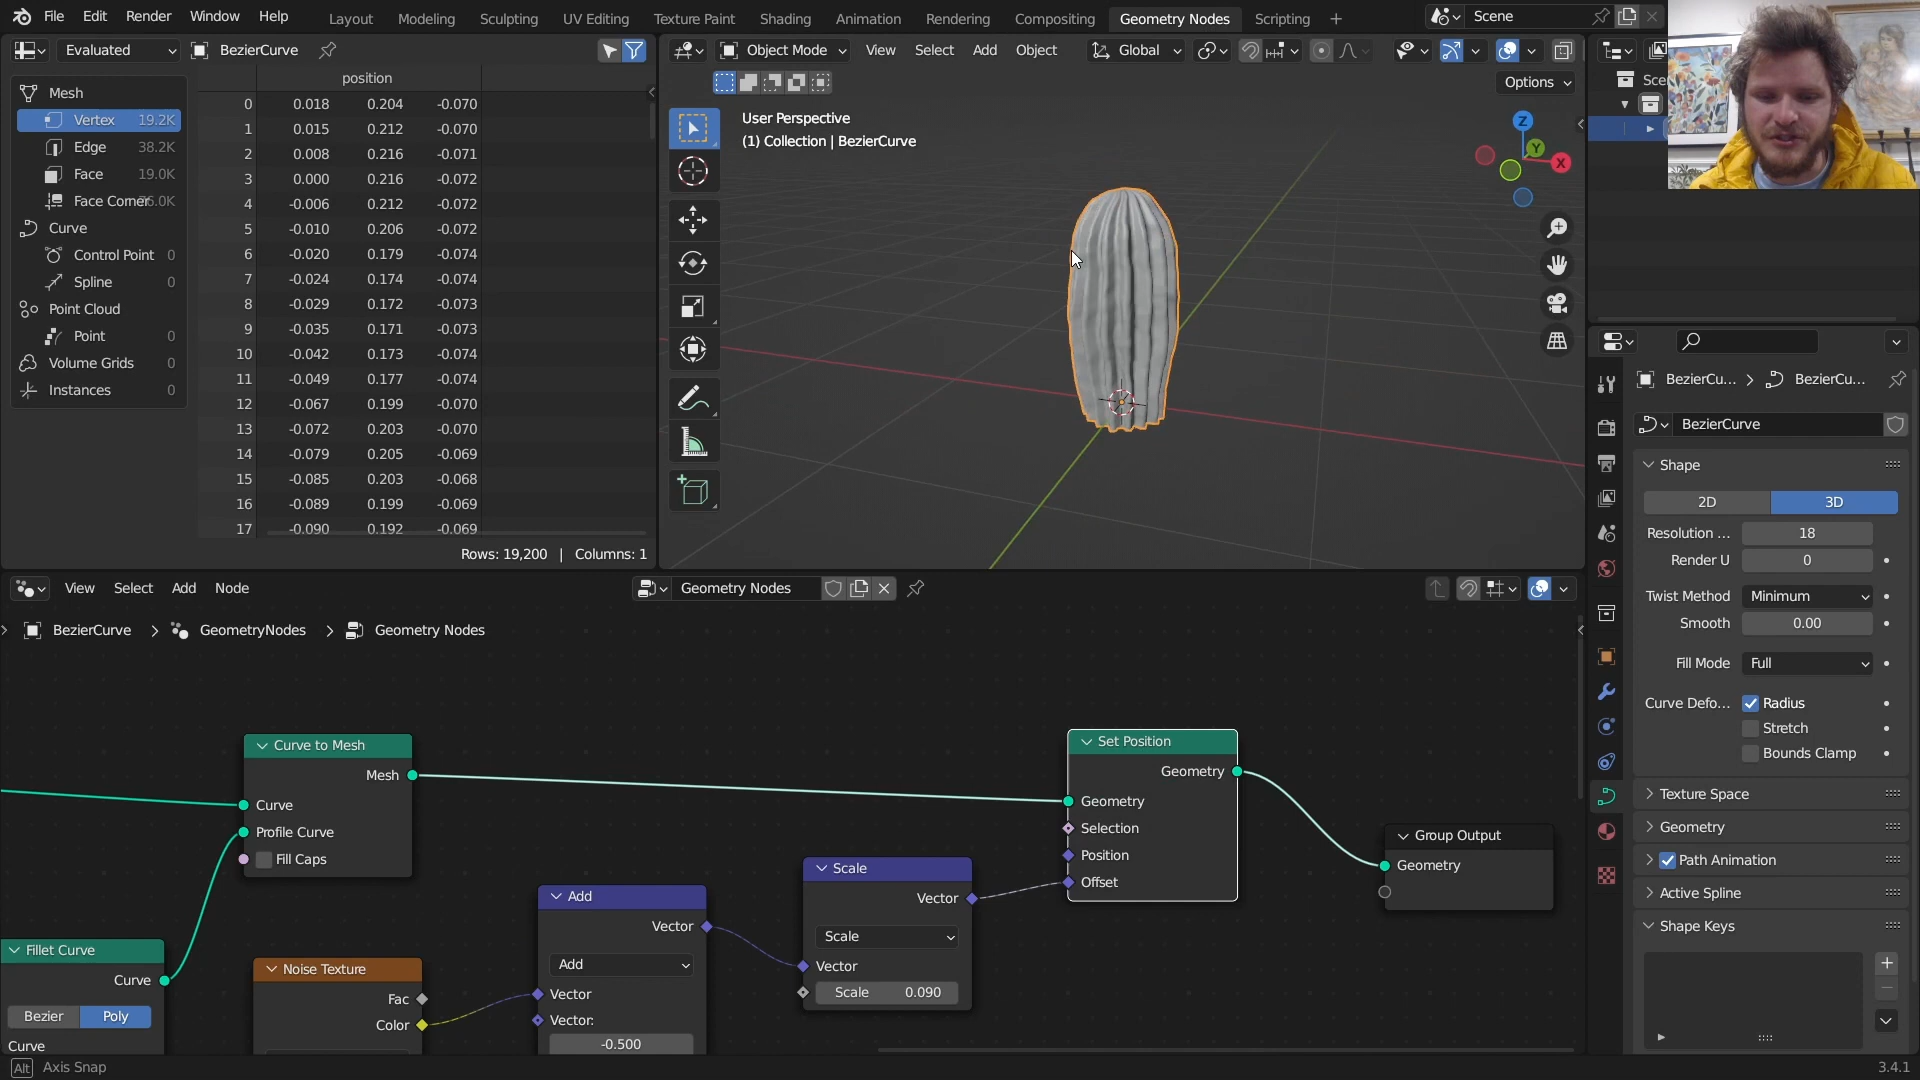 File Edit Render Window Help Layout Modeling Sculpting UV Editing Texture Paint Shading Animation Rendering Compositing Geometry Nodes Scripting + Scene
Evaluated BezierCurve
Object Mode View Select Add Object Global
Options
position
Mesh
Vertex 19.2K
Edge 38.2K
Face 19.0K
Face Corner
Curve
Control Point 0
Spline 0
Point Cloud
Point 0
Volume Grids 0
Instances 0
0 0.018 0.204 -0.070
1 0.015 0.212 -0.070
2 0.008 0.216 -0.071
3 0.000 0.216 -0.072
4 -0.006 0.212 -0.072
5 -0.010 0.206 -0.072
6 -0.020 0.179 -0.074
7 -0.024 0.174 -0.074
8 -0.029 0.172 -0.073
9 -0.035 0.171 -0.073
10 -0.042 0.173 -0.074
11 -0.049 0.177 -0.074
12 -0.067 0.199 -0.070
13 -0.072 0.203 -0.070
14 -0.079 0.205 -0.069
15 -0.085 0.203 -0.068
16 -0.089 0.199 -0.069
17 -0.090 0.192 -0.069
Rows: 19,200 | Columns: 1
User Perspective
(1) Collection | BezierCurve
Z
Y
X
View Select Add Node Geometry Nodes
BezierCurve > GeometryNodes > Geometry Nodes
Curve to Mesh
Mesh
Curve
Profile Curve
Fill Caps
Fillet Curve
Curve
Bezier Poly
Curve
Noise Texture
Fac
Color
Add
Vector
Add
Vector
Vector:
-0.500
Scale
Vector
Scale
Vector
Scale 0.090
Set Position
Geometry
Geometry
Selection
Position
Offset
Group Output
Geometry
BezierCu... > BezierCu...
BezierCurve
Shape
2D 3D
Resolution ... 18
Render U 0
Twist Method Minimum
Smooth 0.00
Fill Mode Full
Curve Defo... Radius
Stretch
Bounds Clamp
Texture Space
Geometry
Path Animation
Active Spline
Shape Keys
Alt Axis Snap
3.4.1